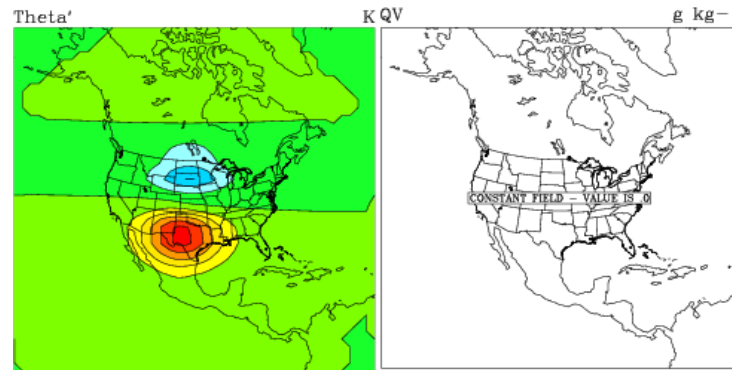 Theta′ K
QV g kg-
CONSTANT FIELD - VALUE IS .0